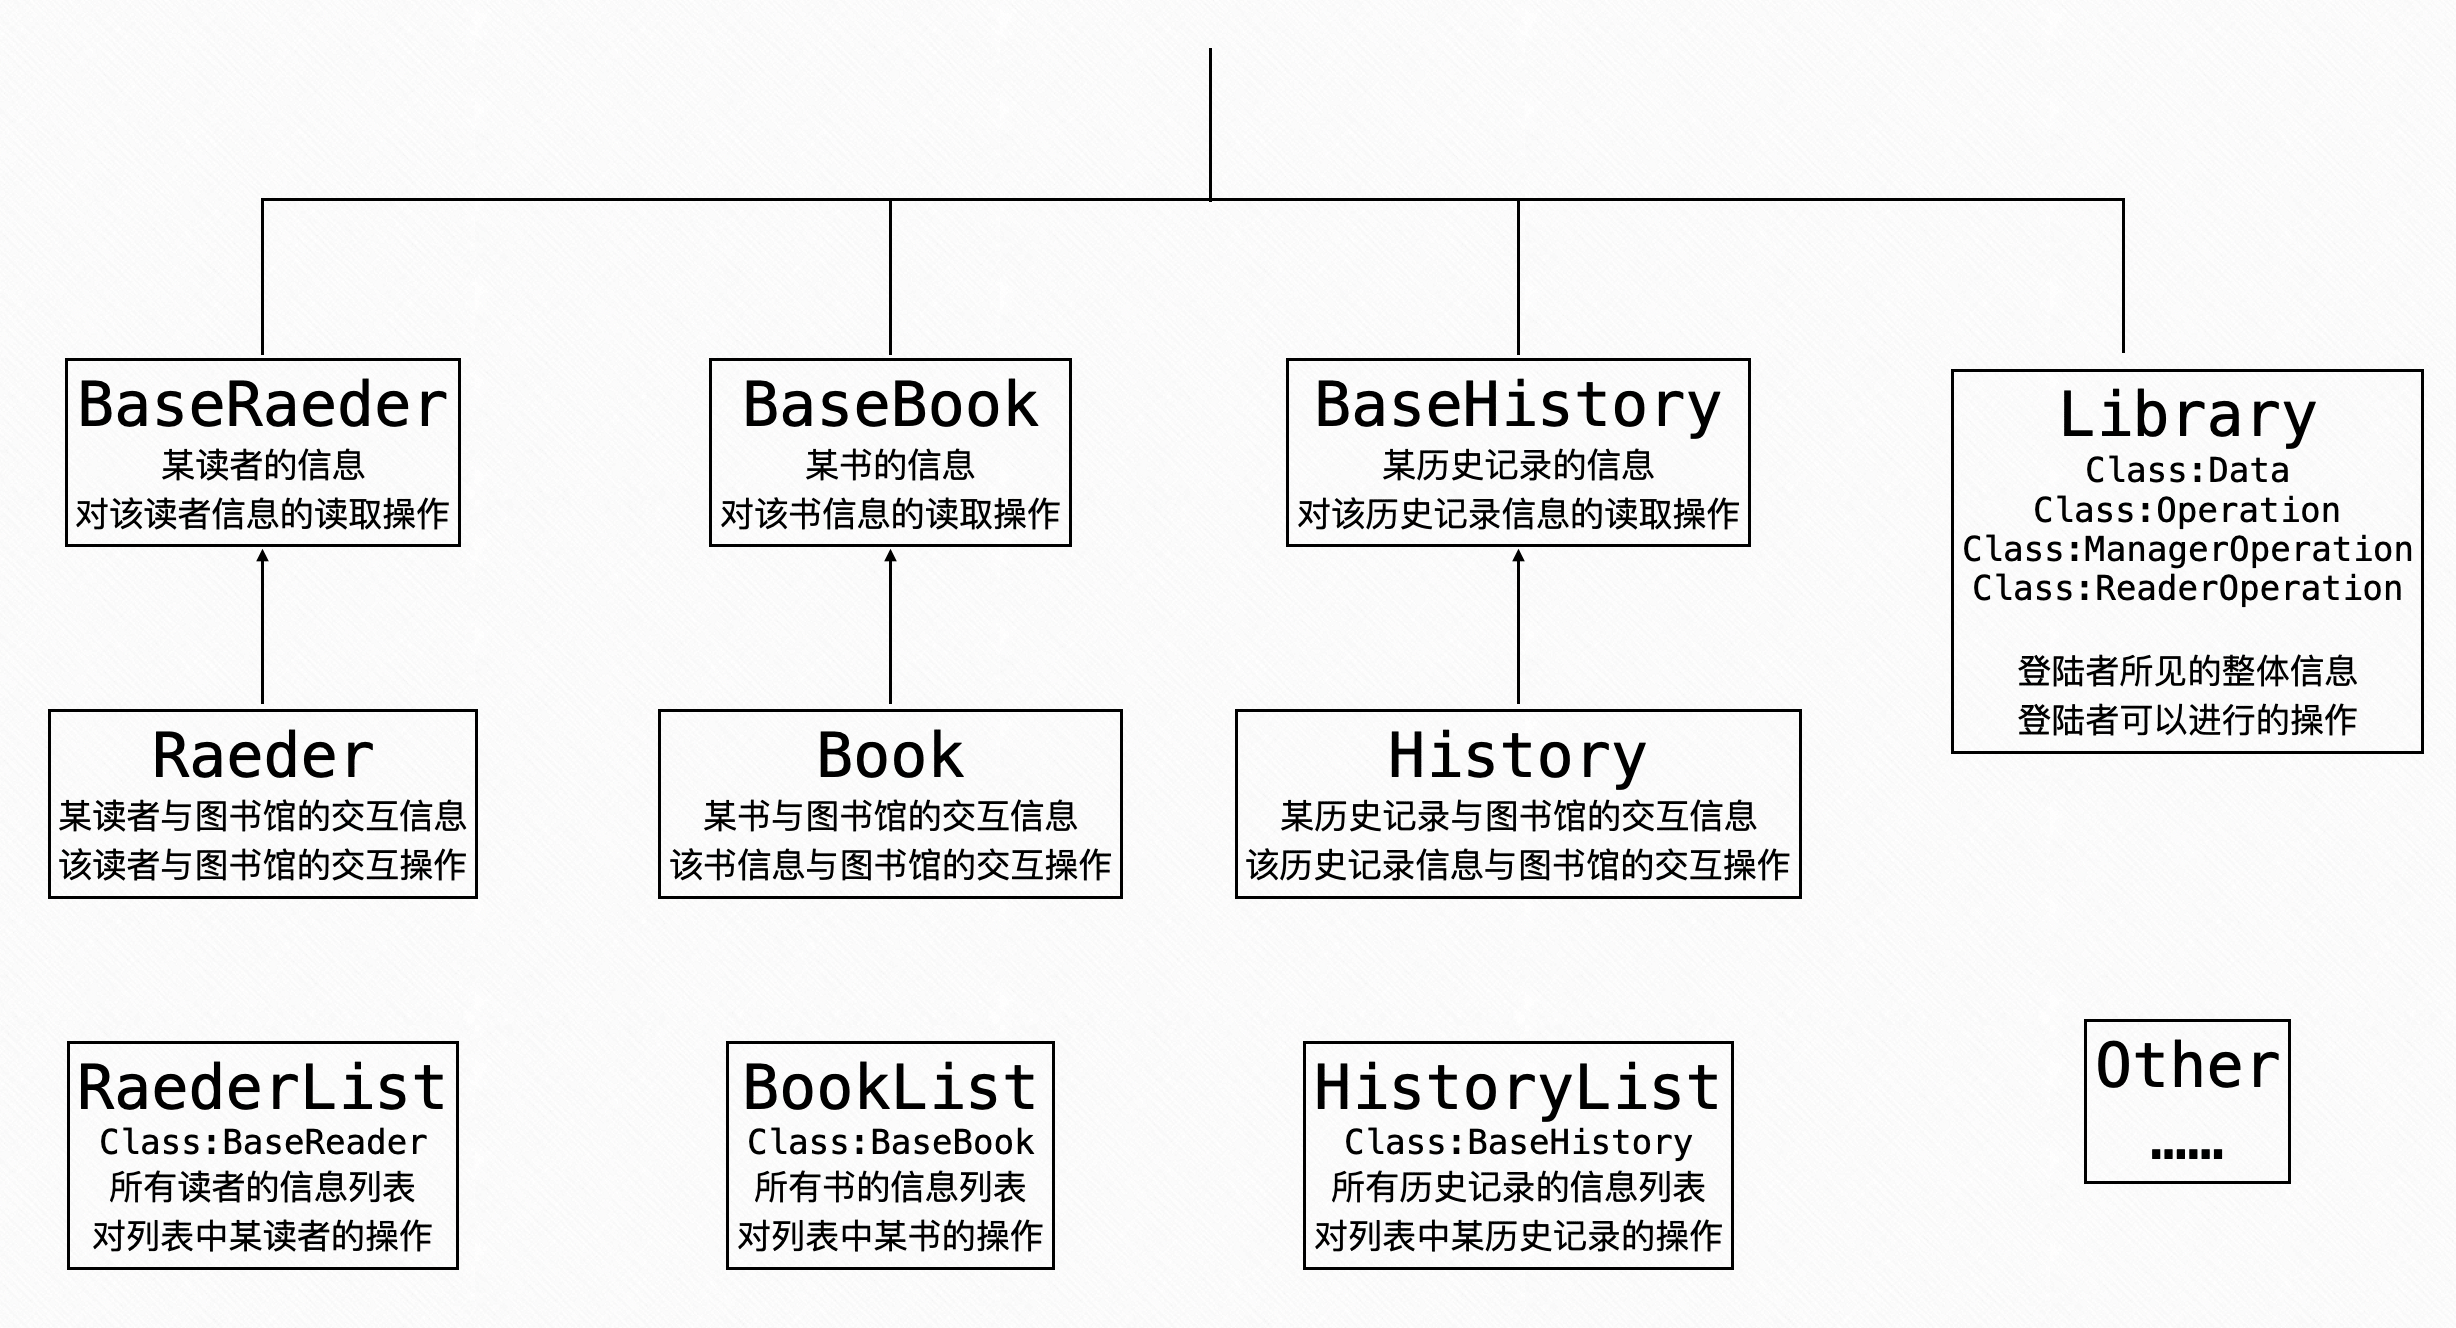 BaseRaeder
某读者的信息
对该读者信息的读取操作
BaseBook
某书的信息
对该书信息的读取操作
BaseHistory
某历史记录的信息
对该历史记录信息的读取操作
Library
Class:Data
Class:Operation
Class:ManagerOperation
Class:ReaderOperation
登陆者所见的整体信息
登陆者可以进行的操作
Raeder
某读者与图书馆的交互信息
该读者与图书馆的交互操作
Book
某书与图书馆的交互信息
该书信息与图书馆的交互操作
History
某历史记录与图书馆的交互信息
该历史记录信息与图书馆的交互操作
RaederList
Class:BaseReader
所有读者的信息列表
对列表中某读者的操作
BookList
Class:BaseBook
所有书的信息列表
对列表中某书的操作
HistoryList
Class:BaseHistory
所有历史记录的信息列表
对列表中某历史记录的操作
Other
……